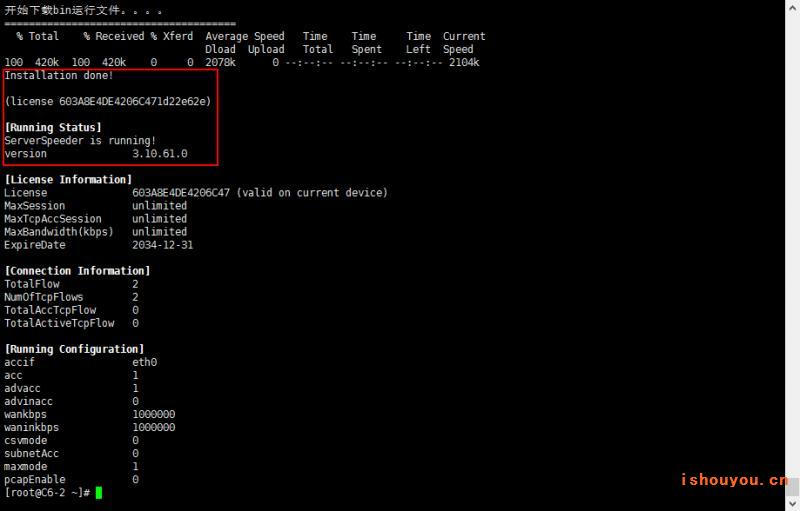 开始下载bin运行文件。。。。
======================================
% Total % Received % Xferd Average Speed Time Time Time Current
Dload Upload Total Spent Left Speed
100 420k 100 420k 0 0 2078k 0 --:--:-- --:--:-- --:--:-- 2104k
Installation done!
(license 603A8E4DE4206C471d22e62e)
[Running Status]
ServerSpeeder is running!
version 3.10.61.0
[License Information]
License 603A8E4DE4206C47 (valid on current device)
MaxSession unlimited
MaxTcpAccSession unlimited
MaxBandwidth(kbps) unlimited
ExpireDate 2034-12-31
[Connection Information]
TotalFlow 2
NumOfTcpFlows 2
TotalAccTcpFlow 0
TotalActiveTcpFlow 0
[Running Configuration]
accif eth0
acc 1
advacc 1
advinacc 0
wankbps 1000000
waninkbps 1000000
csvmode 0
subnetAcc 0
maxmode 1
pcapEnable 0
[root@C6-2 ~]#
ishouyou.cn